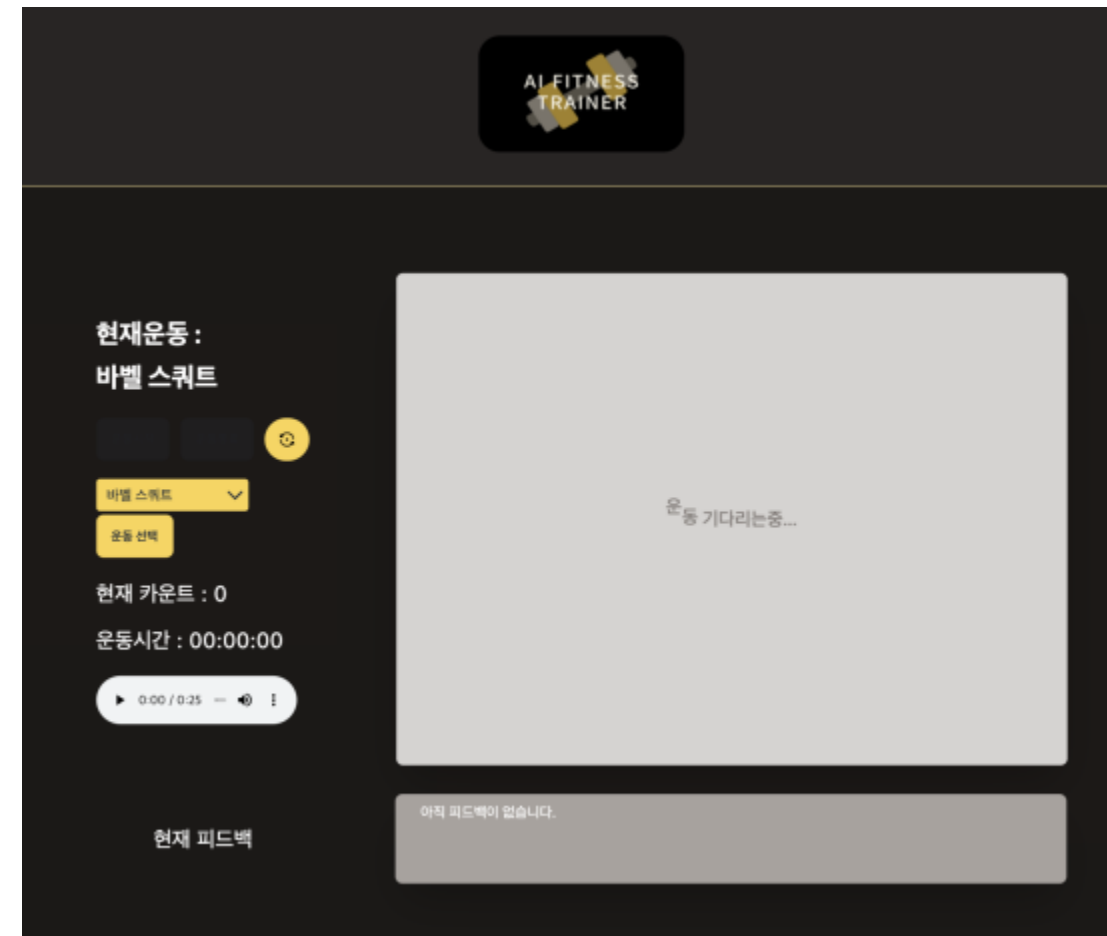 AI FITNESS
TRAINER
현재운동 :
바벨 스쿼트
바벨 스쿼트
운동 선택
현재 카운트 : 0
운동시간 : 00:00:00
0:00 / 0:25
운동 기다리는중...
현재 피드백
아직 피드백이 없습니다.